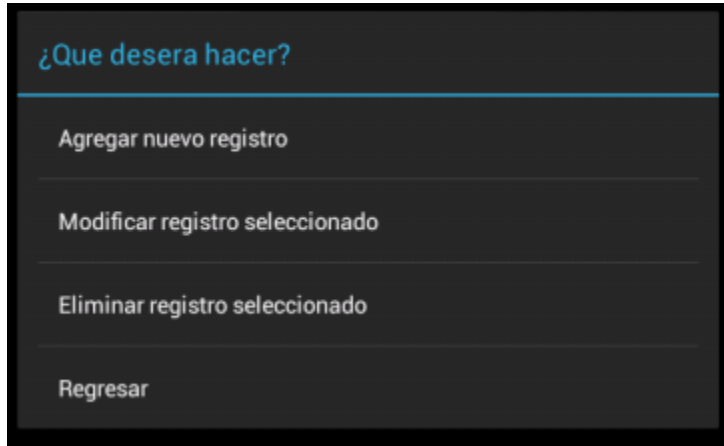 ¿Que desera hacer?
Agregar nuevo registro
Modificar registro seleccionado
Eliminar registro seleccionado
Regresar